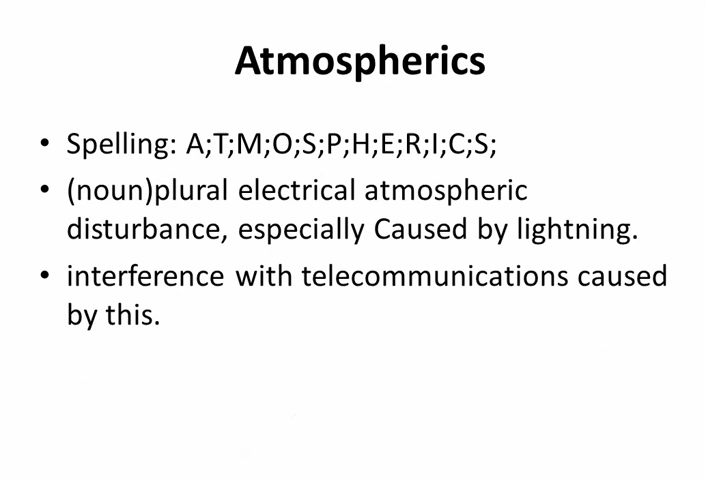 Atmospherics
• Spelling: A;T;M;O;S;P;H;E;R;I;C;S;
• (noun)plural electrical atmospheric
disturbance, especially Caused by lightning.
• interference with telecommunications caused
by this.